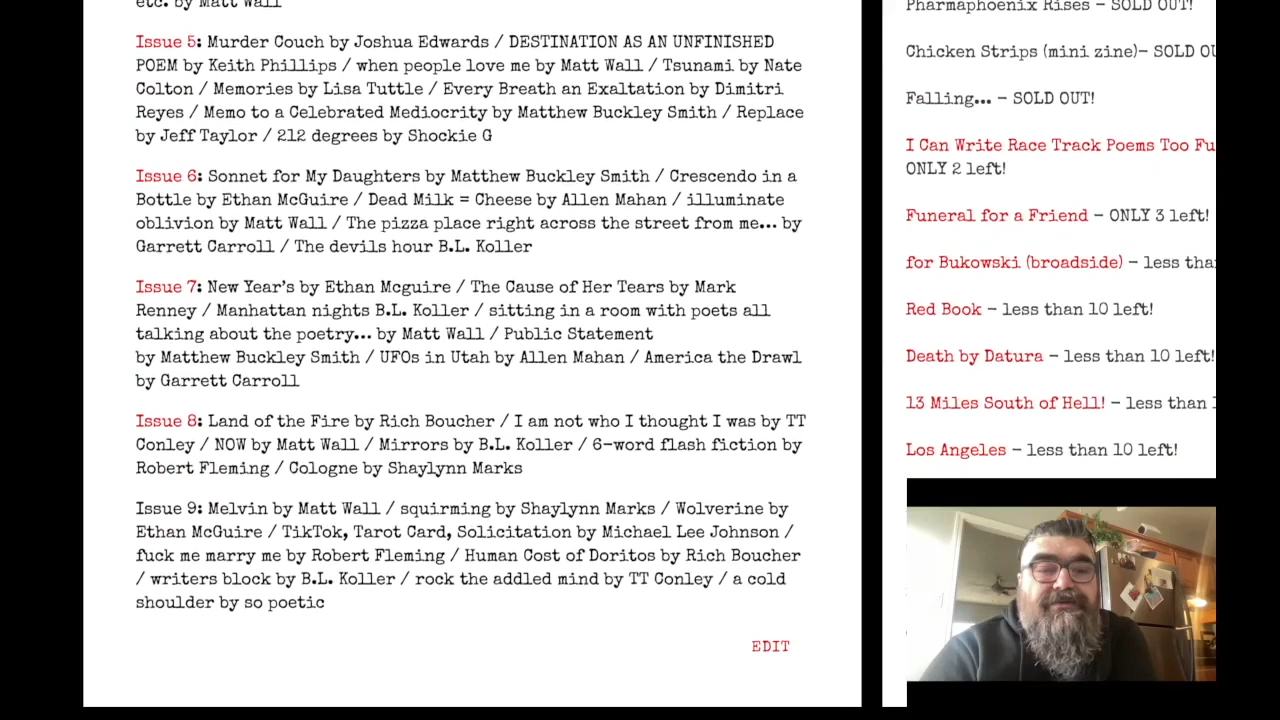 etc. by Matt Wall
Issue 5: Murder Couch by Joshua Edwards / DESTINATION AS AN UNFINISHED
POEM by Keith Phillips / when people love me by Matt Wall / Tsunami by Nate
Colton / Memories by Lisa Tuttle / Every Breath an Exaltation by Dimitri
Reyes / Memo to a Celebrated Mediocrity by Matthew Buckley Smith / Replace
by Jeff Taylor / 212 degrees by Shockie G
Issue 6: Sonnet for My Daughters by Matthew Buckley Smith / Crescendo in a
Bottle by Ethan McGuire / Dead Milk = Cheese by Allen Mahan / illuminate
oblivion by Matt Wall / The pizza place right across the street from me... by
Garrett Carroll / The devils hour B.L. Koller
Issue 7: New Year's by Ethan Mcguire / The Cause of Her Tears by Mark
Renney / Manhattan nights B.L. Koller / sitting in a room with poets all
talking about the poetry... by Matt Wall / Public Statement
by Matthew Buckley Smith / UFOs in Utah by Allen Mahan / America the Drawl
by Garrett Carroll
Issue 8: Land of the Fire by Rich Boucher / I am not who I thought I was by TT
Conley / NOW by Matt Wall / Mirrors by B.L. Koller / 6-word flash fiction by
Robert Fleming / Cologne by Shaylynn Marks
Issue 9: Melvin by Matt Wall / squirming by Shaylynn Marks / Wolverine by
Ethan McGuire / TikTok, Tarot Card, Solicitation by Michael Lee Johnson /
fuck me marry me by Robert Fleming / Human Cost of Doritos by Rich Boucher
/ writers block by B.L. Koller / rock the addled mind by TT Conley / a cold
shoulder by so poetic
EDIT
Pharmaphoenix Rises – SOLD OUT!
Chicken Strips (mini zine)– SOLD OU
Falling... – SOLD OUT!
I Can Write Race Track Poems Too Fu
ONLY 2 left!
Funeral for a Friend – ONLY 3 left!
for Bukowski (broadside) – less tha
Red Book – less than 10 left!
Death by Datura – less than 10 left!
13 Miles South of Hell! – less than 1
Los Angeles – less than 10 left!